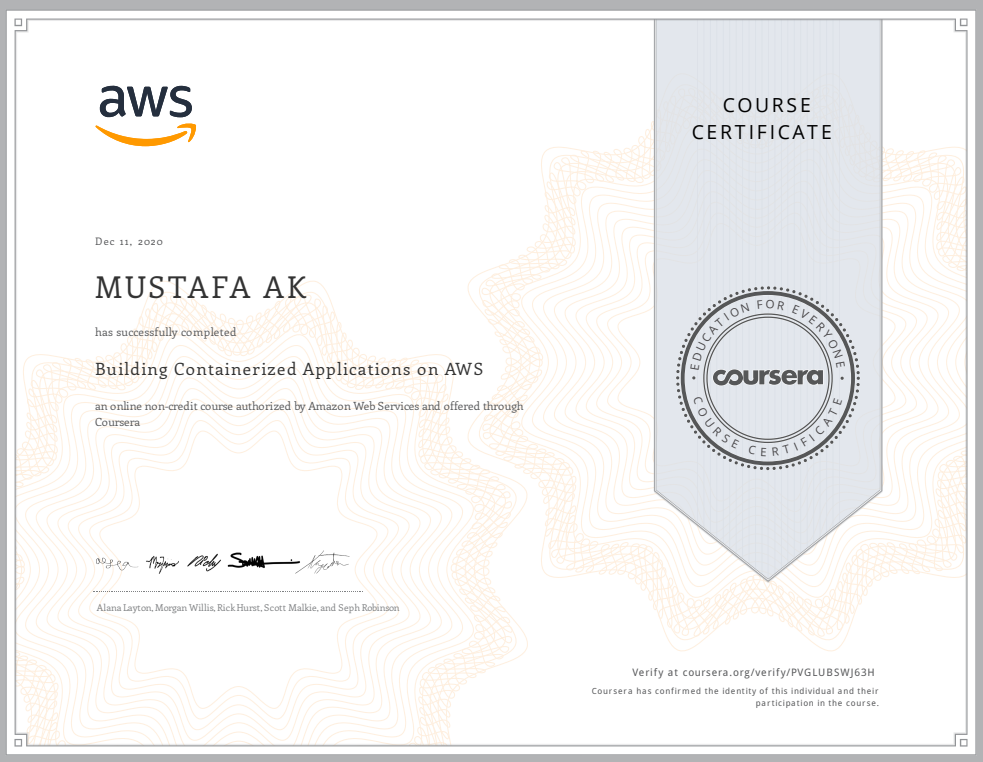 aws
COURSE
CERTIFICATE
Dec 11, 2020
MUSTAFA AK
has successfully completed
Building Containerized Applications on AWS
an online non-credit course authorized by Amazon Web Services and offered through
Coursera
EDUCATION FOR EVERYONE
coursera
COURSE CERTIFICATE
Alana Layton, Morgan Willis, Rick Hurst, Scott Malkie, and Seph Robinson
Verify at coursera.org/verify/PVGLUBSWJ63H
Coursera has confirmed the identity of this individual and their
participation in the course.